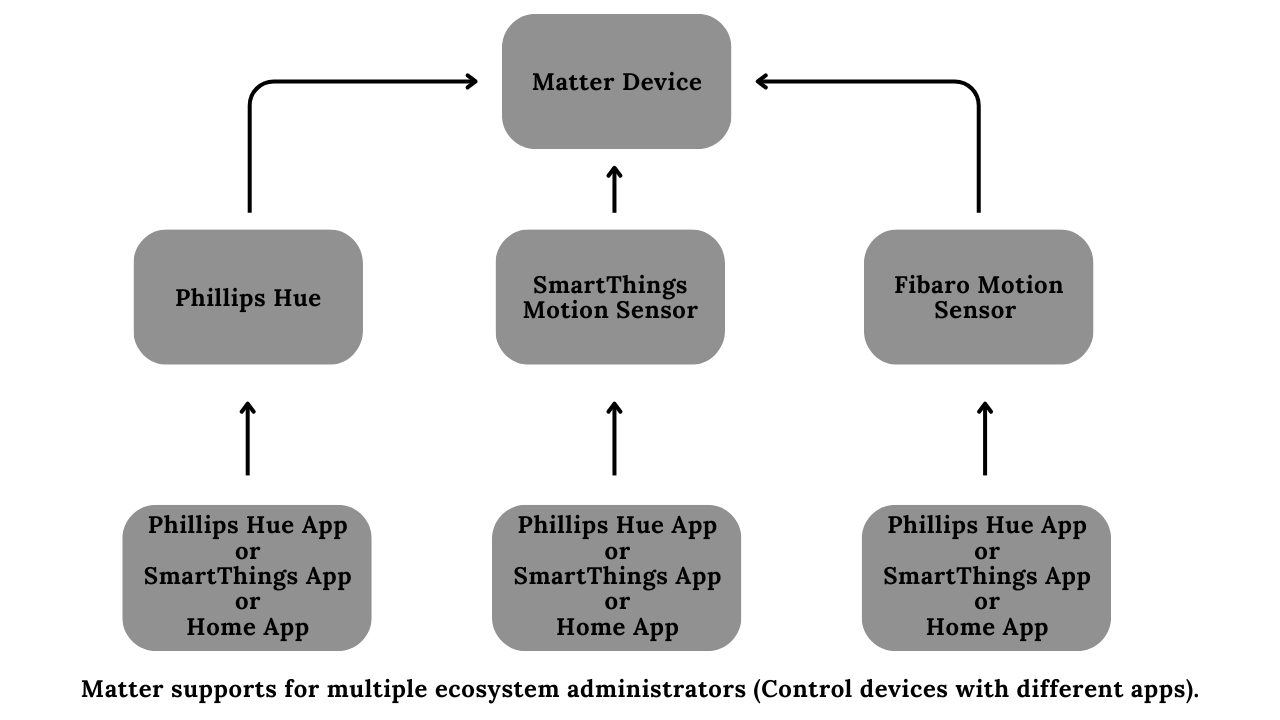 Matter Device
Phillips Hue
SmartThings
Motion Sensor
Fibaro Motion
Sensor
Phillips Hue App
or
SmartThings App
or
Home App
Phillips Hue App
or
SmartThings App
or
Home App
Phillips Hue App
or
SmartThings App
or
Home App
Matter supports for multiple ecosystem administrators (Control devices with different apps).